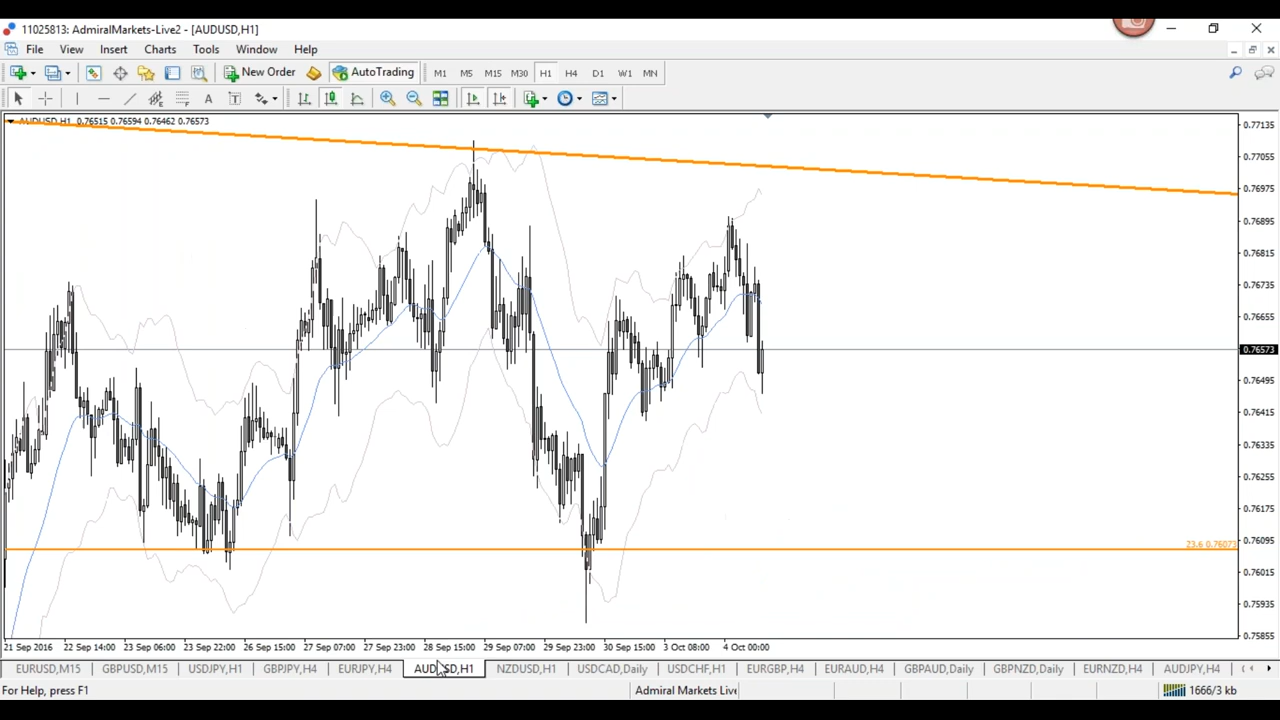 11025813: AdmiralMarkets-Live2 - [AUDUSD,H1]
File View Insert Charts Tools Window Help
New Order AutoTrading M1 M5 M15 M30 H1 H4 D1 W1 MN
A T
AUDUSD,H1 0.76515 0.76594 0.76462 0.76573
0.77135
0.77055
0.76975
0.76895
0.76815
0.76735
0.76655
0.76573
0.76495
0.76415
0.76335
0.76255
0.76175
0.76095
23.6 0.76073
0.76015
0.75935
0.75855
21 Sep 2016 22 Sep 14:00 23 Sep 06:00 23 Sep 22:00 26 Sep 15:00 27 Sep 07:00 27 Sep 23:00 28 Sep 15:00 29 Sep 07:00 29 Sep 23:00 30 Sep 15:00 3 Oct 08:00 4 Oct 00:00
EURUSD,M15 GBPUSD,M15 USDJPY,H1 GBPJPY,H4 EURJPY,H4 AUDUSD,H1 NZDUSD,H1 USDCAD,Daily USDCHF,H1 EURGBP,H4 EURAUD,H4 GBPAUD,Daily GBPNZD,Daily EURNZD,H4 AUDJPY,H4
For Help, press F1 Admiral Markets Live 1666/3 kb